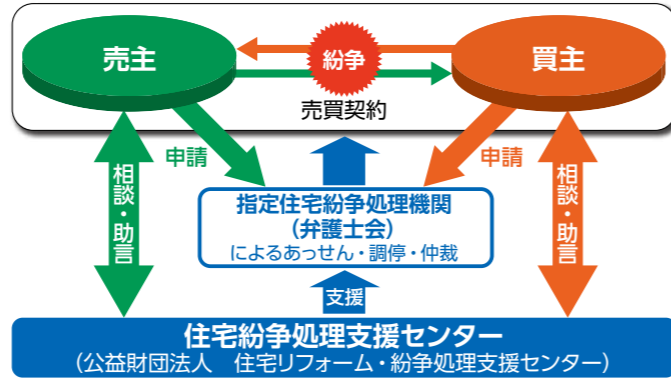 売主
紛争
買主
売買契約
申請
申請
相談・助言
相談・助言
指定住宅紛争処理機関
（弁護士会）
によるあっせん・調停・仲裁
支援
住宅紛争処理支援センター
（公益財団法人　住宅リフォーム・紛争処理支援センター）